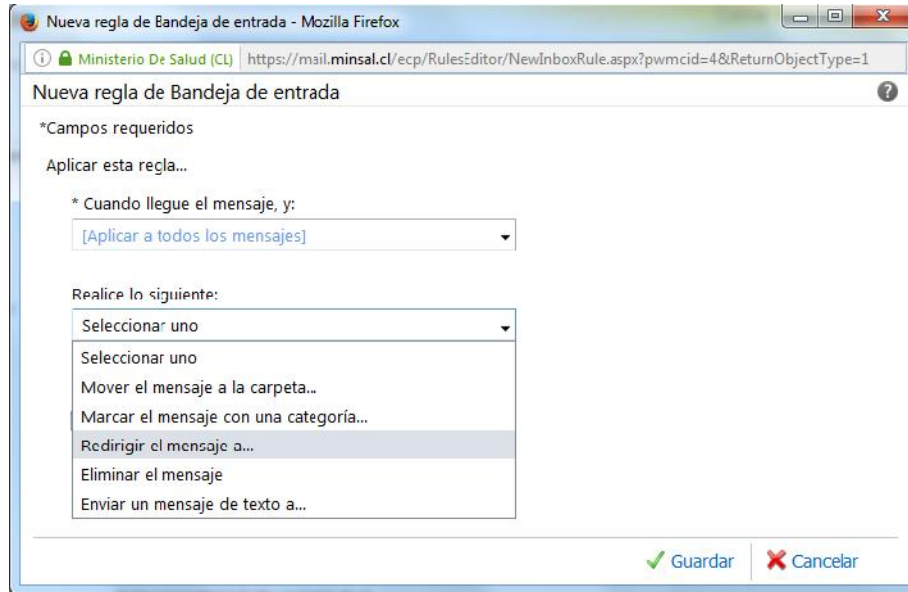 Nueva regla de Bandeja de entrada - Mozilla Firefox
Ministerio De Salud (CL) https://mail.minsal.cl/ecp/RulesEditor/NewInboxRule.aspx?pwmcid=4&ReturnObjectType=1
Nueva regla de Bandeja de entrada
*Campos requeridos
Aplicar esta regla...
* Cuando llegue el mensaje, y:
[Aplicar a todos los mensajes]
Realice lo siguiente:
Seleccionar uno
Seleccionar uno
Mover el mensaje a la carpeta...
Marcar el mensaje con una categoría...
Redirigir el mensaje a...
Eliminar el mensaje
Enviar un mensaje de texto a...
Guardar Cancelar